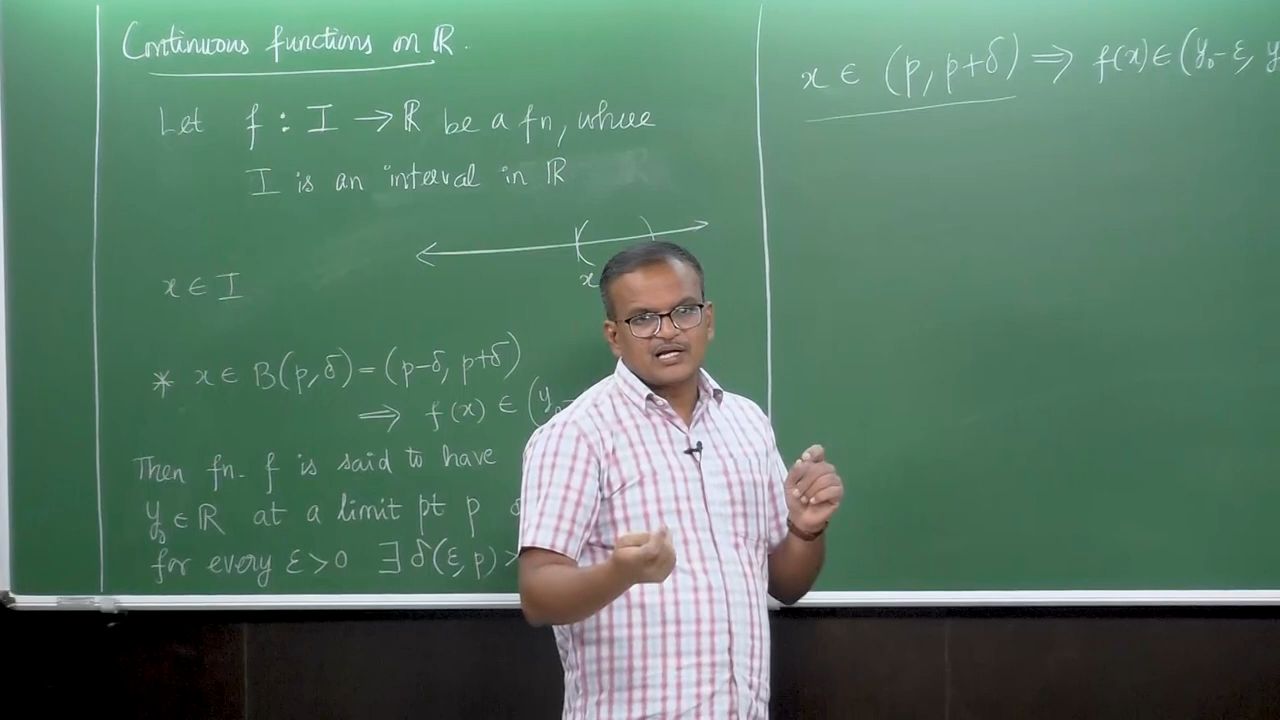 Continuous functions on ℝ.
Let f : I → ℝ be a fn, where
I is an interval in ℝ
x
x ∈ I
* x ∈ B(p, δ) = (p-δ, p+δ)
⟹ f(x) ∈ (y₀-
Then fn. f is said to have
y₀ ∈ ℝ at a limit pt p
for every ε > 0 ∃ δ(ε, p) >
x ∈ (p, p+δ) ⟹ f(x) ∈ (y₀-ε, y